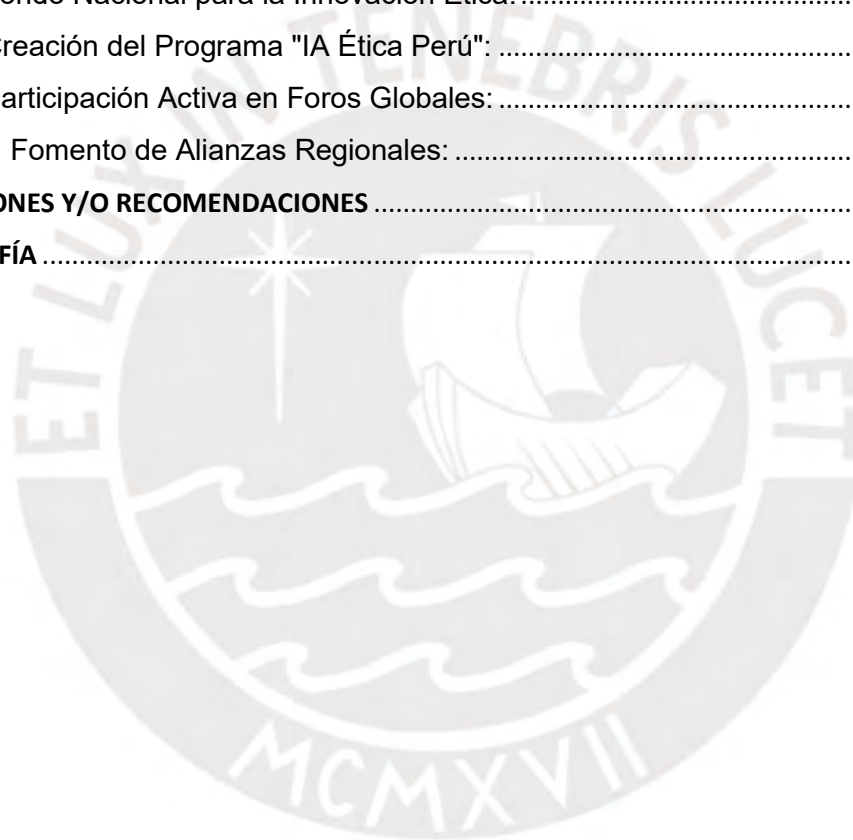 ondo Nacional para la Innovación Ética:..........................................................
Creación del Programa "IA Ética Perú": ..........................................................
articipación Activa en Foros Globales: ..........................................................
Fomento de Alianzas Regionales: ..........................................................
ONES Y/O RECOMENDACIONES ..........................................................
FÍA ..........................................................
ET LUX IN TENEBRIS LUCET
MCMXVII